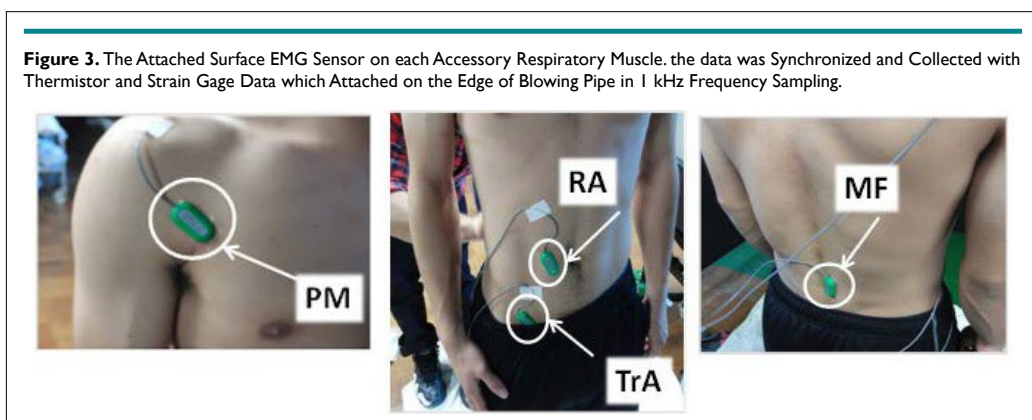 Figure 3. The Attached Surface EMG Sensor on each Accessory Respiratory Muscle. the data was Synchronized and Collected with
Thermistor and Strain Gage Data which Attached on the Edge of Blowing Pipe in 1 kHz Frequency Sampling.
PM
RA
TrA
MF